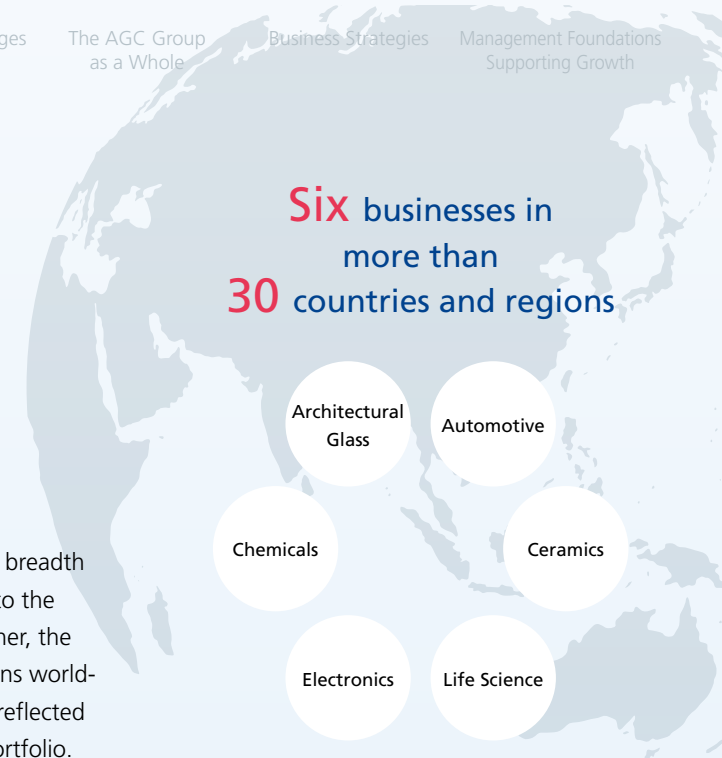 ges
The AGC Group
as a Whole
Business Strategies
Management Foundations
Supporting Growth
Six businesses in
more than
30 countries and regions
Architectural
Glass
Automotive
Chemicals
Ceramics
Electronics
Life Science
breadth
to the
her, the
ns world-
reflected
ortfolio.